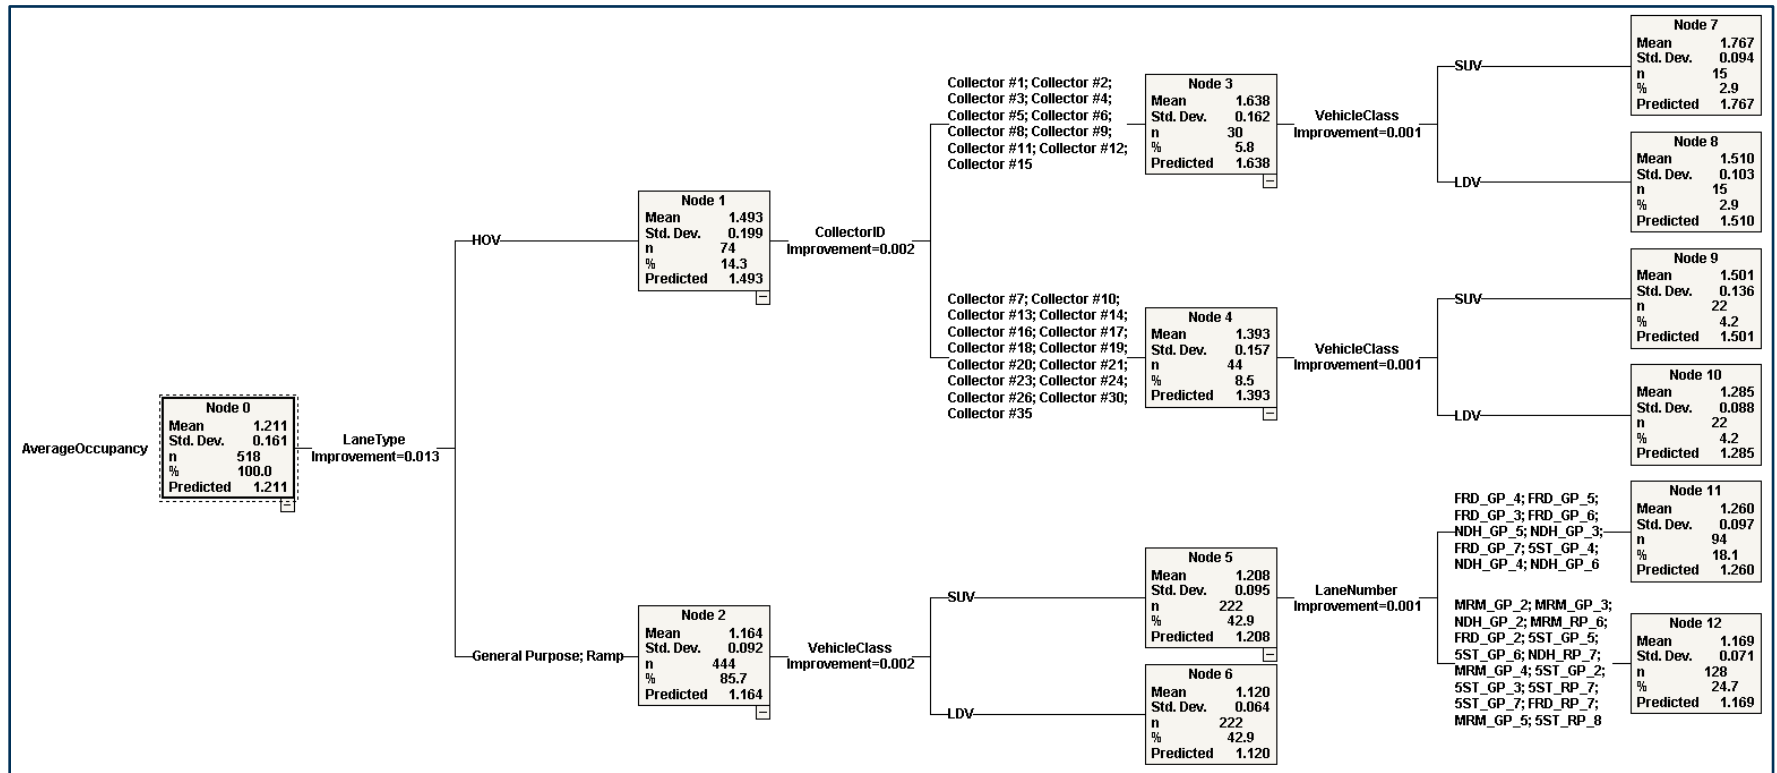 AverageOccupancy
Node 0
Mean 1.211
Std. Dev. 0.161
n 518
% 100.0
Predicted 1.211
LaneType
Improvement=0.013
HOV
Node 1
Mean 1.493
Std. Dev. 0.199
n 74
% 14.3
Predicted 1.493
CollectorID
Improvement=0.002
Collector #1; Collector #2;
Collector #3; Collector #4;
Collector #5; Collector #6;
Collector #8; Collector #9;
Collector #11; Collector #12;
Collector #15
Node 3
Mean 1.638
Std. Dev. 0.162
n 30
% 5.8
Predicted 1.638
VehicleClass
Improvement=0.001
SUV
Node 7
Mean 1.767
Std. Dev. 0.094
n 15
% 2.9
Predicted 1.767
LDV
Node 8
Mean 1.510
Std. Dev. 0.103
n 15
% 2.9
Predicted 1.510
Collector #7; Collector #10;
Collector #13; Collector #14;
Collector #16; Collector #17;
Collector #18; Collector #19;
Collector #20; Collector #21;
Collector #23; Collector #24;
Collector #26; Collector #30;
Collector #35
Node 4
Mean 1.393
Std. Dev. 0.157
n 44
% 8.5
Predicted 1.393
VehicleClass
Improvement=0.001
SUV
Node 9
Mean 1.501
Std. Dev. 0.136
n 22
% 4.2
Predicted 1.501
LDV
Node 10
Mean 1.285
Std. Dev. 0.088
n 22
% 4.2
Predicted 1.285
General Purpose; Ramp
Node 2
Mean 1.164
Std. Dev. 0.092
n 444
% 85.7
Predicted 1.164
VehicleClass
Improvement=0.002
SUV
Node 5
Mean 1.208
Std. Dev. 0.095
n 222
% 42.9
Predicted 1.208
LaneNumber
Improvement=0.001
FRD_GP_4; FRD_GP_5;
FRD_GP_3; FRD_GP_6;
NDH_GP_5; NDH_GP_3;
FRD_GP_7; 5ST_GP_4;
NDH_GP_4; NDH_GP_6
Node 11
Mean 1.260
Std. Dev. 0.097
n 94
% 18.1
Predicted 1.260
MRM_GP_2; MRM_GP_3;
NDH_GP_2; MRM_RP_6;
FRD_GP_2; 5ST_GP_5;
5ST_GP_6; NDH_RP_7;
MRM_GP_4; 5ST_GP_2;
5ST_GP_3; 5ST_RP_7;
5ST_GP_7; FRD_RP_7;
MRM_GP_5; 5ST_RP_8
Node 12
Mean 1.169
Std. Dev. 0.071
n 128
% 24.7
Predicted 1.169
LDV
Node 6
Mean 1.120
Std. Dev. 0.064
n 222
% 42.9
Predicted 1.120